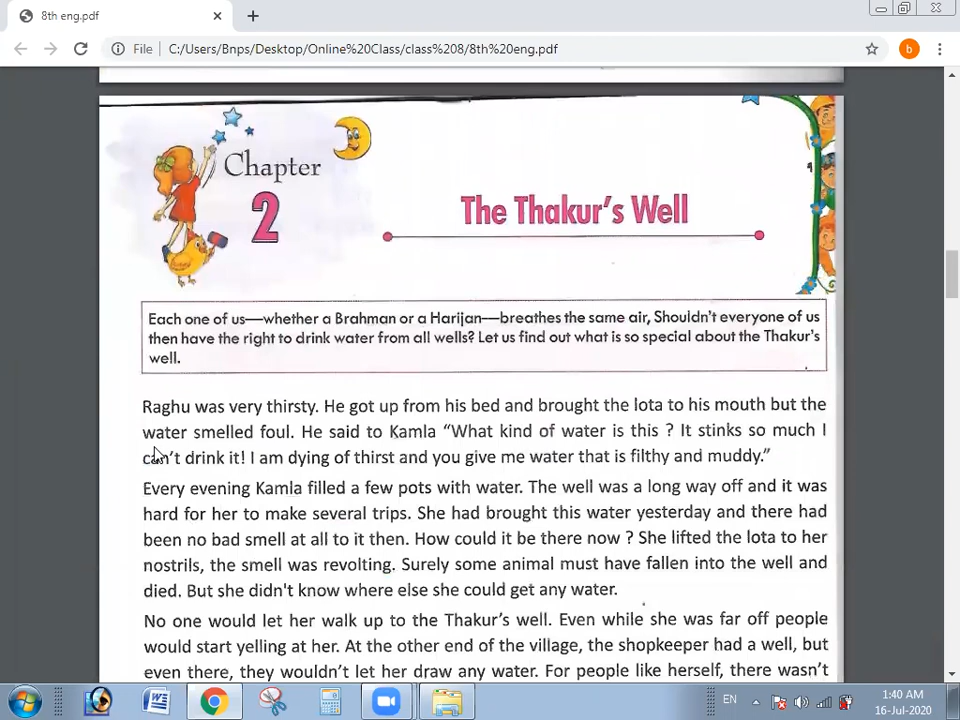 8th eng.pdf
File
C:/Users/Bnps/Desktop/Online%20Class/class%208/8th%20eng.pdf
b
Chapter
2
The Thakur's Well
Each one of us—whether a Brahman or a Harijan—breathes the same air, Shouldn't everyone of us
then have the right to drink water from all wells? Let us find out what is so special about the Thakur's
well.
Raghu was very thirsty. He got up from his bed and brought the lota to his mouth but the
water smelled foul. He said to Kamla “What kind of water is this ? It stinks so much I
can't drink it! I am dying of thirst and you give me water that is filthy and muddy.”
Every evening Kamla filled a few pots with water. The well was a long way off and it was
hard for her to make several trips. She had brought this water yesterday and there had
been no bad smell at all to it then. How could it be there now ? She lifted the lota to her
nostrils, the smell was revolting. Surely some animal must have fallen into the well and
died. But she didn't know where else she could get any water.
No one would let her walk up to the Thakur's well. Even while she was far off people
would start yelling at her. At the other end of the village, the shopkeeper had a well, but
even there, they wouldn't let her draw any water. For people like herself, there wasn't
EN
1:40 AM
16-Jul-2020